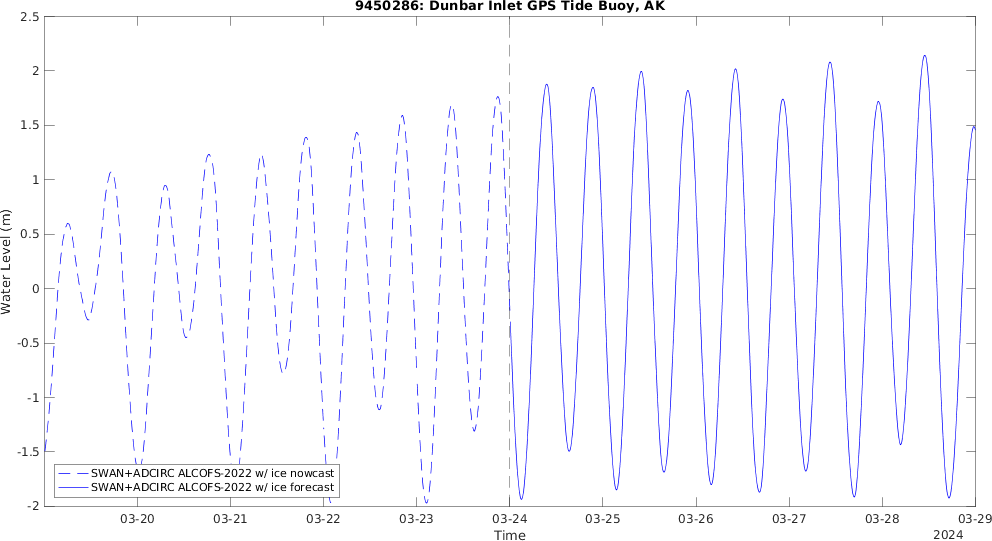 9450286: Dunbar Inlet GPS Tide Buoy, AK
2.5
2
1.5
1
0.5
0
-0.5
-1
-1.5
-2
Water Level (m)
SWAN+ADCIRC ALCOFS-2022 w/ ice nowcast
SWAN+ADCIRC ALCOFS-2022 w/ ice forecast
03-20 03-21 03-22 03-23 03-24 03-25 03-26 03-27 03-28 03-29
Time
2024